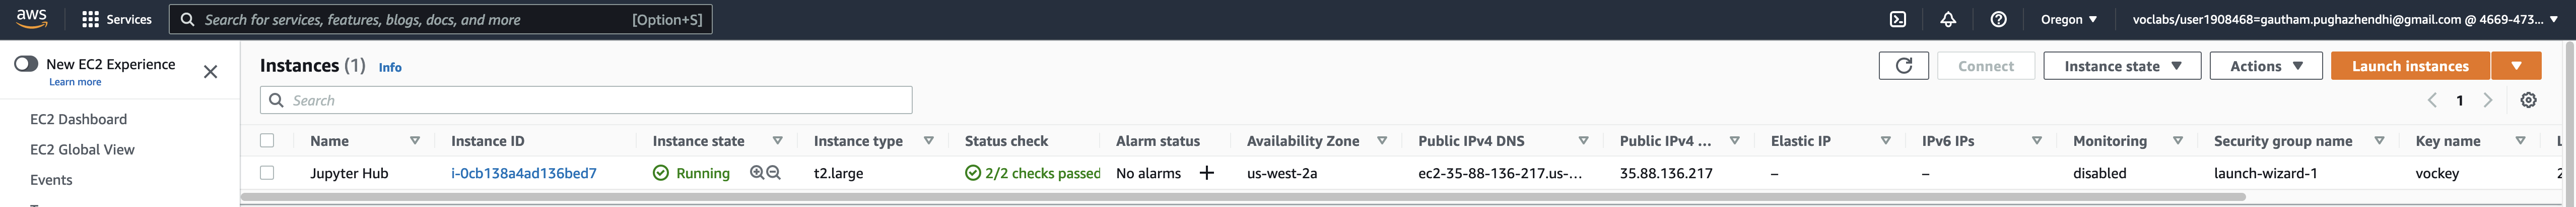 aws Services Search for services, features, blogs, docs, and more [Option+S] Oregon voclabs/user1908468=gautham.pughazhendhi@gmail.com @ 4669-473...
New EC2 Experience
Learn more
EC2 Dashboard
EC2 Global View
Events
Instances (1) Info Connect Instance state Actions Launch instances
Search 1
Name Instance ID Instance state Instance type Status check Alarm status Availability Zone Public IPv4 DNS Public IPv4 ... Elastic IP IPv6 IPs Monitoring Security group name Key name
Jupyter Hub i-0cb138a4ad136bed7 Running t2.large 2/2 checks passed No alarms + us-west-2a ec2-35-88-136-217.us-... 35.88.136.217 – – disabled launch-wizard-1 vockey